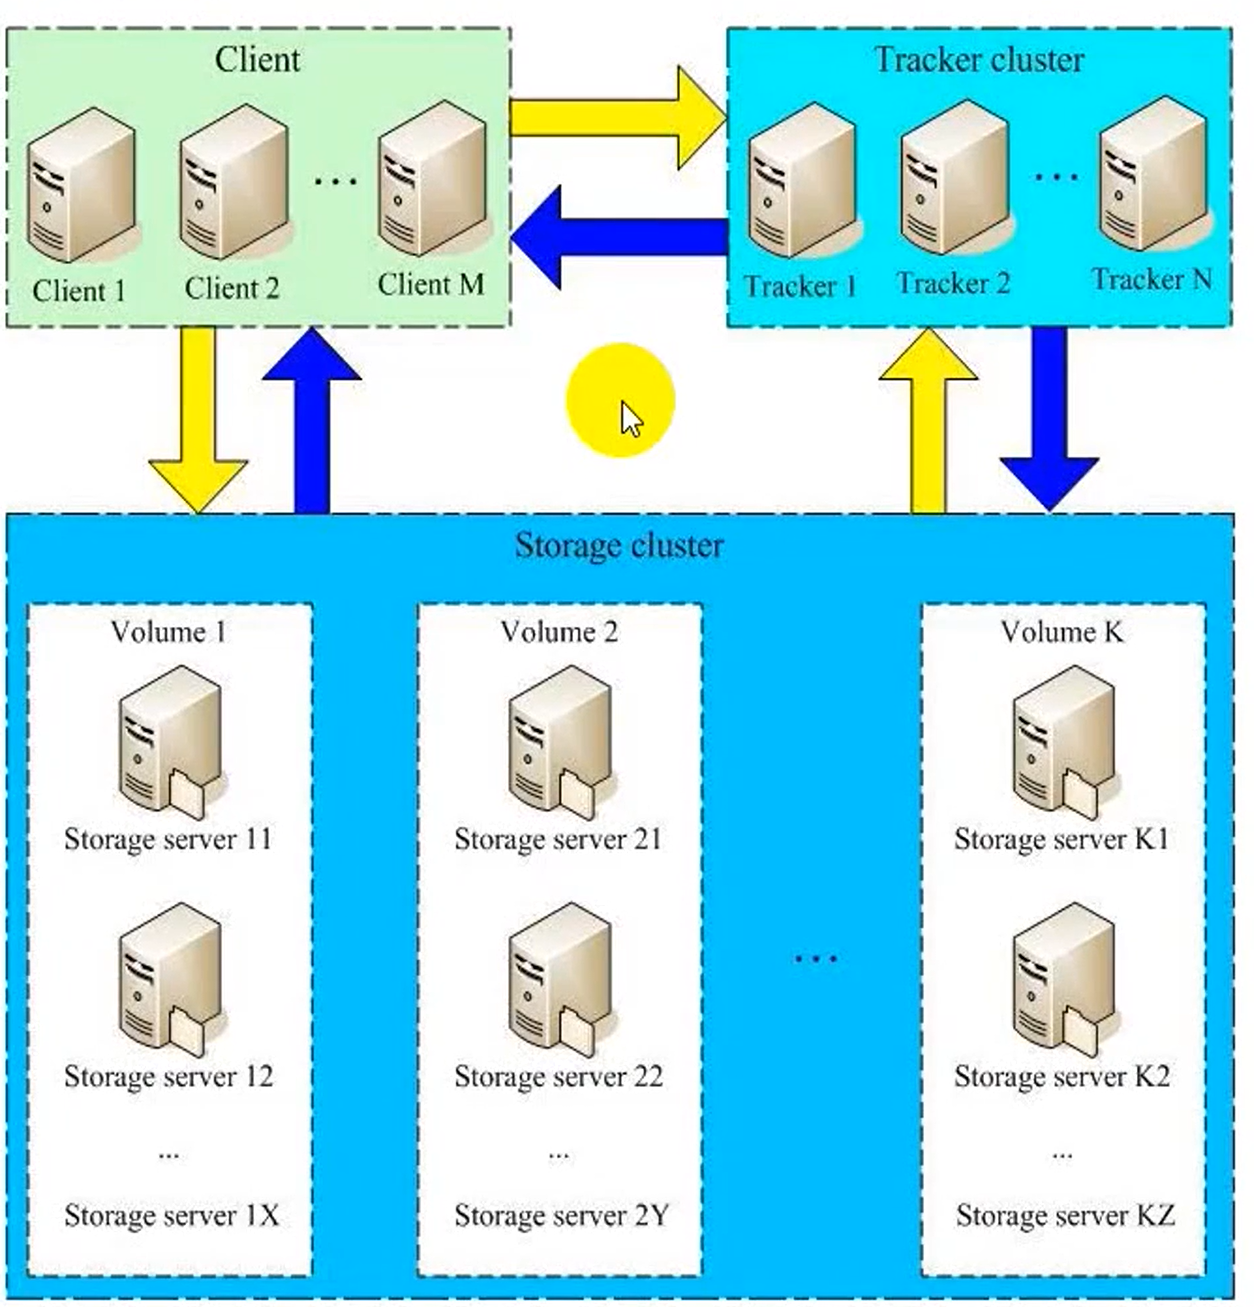 Client
Tracker cluster
...
...
Client 1
Client 2
Client M
Tracker 1
Tracker 2
Tracker N
Storage cluster
Volume 1
Volume 2
Volume K
Storage server 11
Storage server 21
Storage server K1
...
Storage server 12
Storage server 22
Storage server K2
...
...
...
Storage server 1X
Storage server 2Y
Storage server KZ